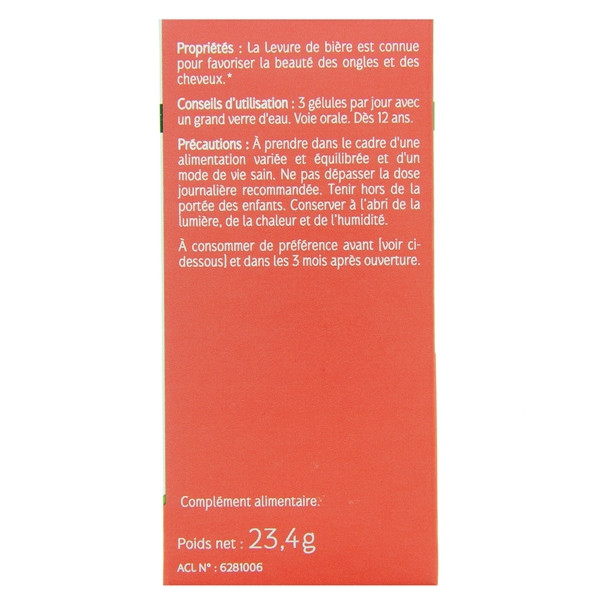 Propriétés : La Levure de bière est connue
pour favoriser la beauté des ongles et des
cheveux.*
Conseils d'utilisation : 3 gélules par jour avec
un grand verre d'eau. Voie orale. Dès 12 ans.
Précautions : À prendre dans le cadre d'une
alimentation variée et équilibrée et d'un
mode de vie sain. Ne pas dépasser la dose
journalière recommandée. Tenir hors de la
portée des enfants. Conserver à l'abri de la
lumière, de la chaleur et de l'humidité.
À consommer de préférence avant (voir ci-
dessous) et dans les 3 mois après ouverture.
Complément alimentaire.
Poids net : 23,4g
ACL N° : 6281006